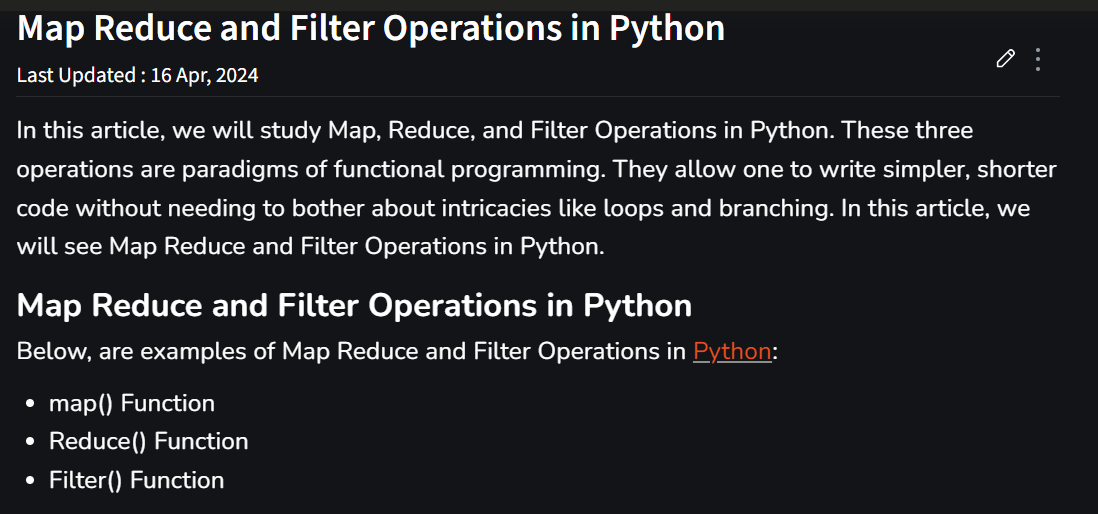 Map Reduce and Filter Operations in Python
Last Updated : 16 Apr, 2024
In this article, we will study Map, Reduce, and Filter Operations in Python. These three
operations are paradigms of functional programming. They allow one to write simpler, shorter
code without needing to bother about intricacies like loops and branching. In this article, we
will see Map Reduce and Filter Operations in Python.
Map Reduce and Filter Operations in Python
Below, are examples of Map Reduce and Filter Operations in Python:
• map() Function
• Reduce() Function
• Filter() Function